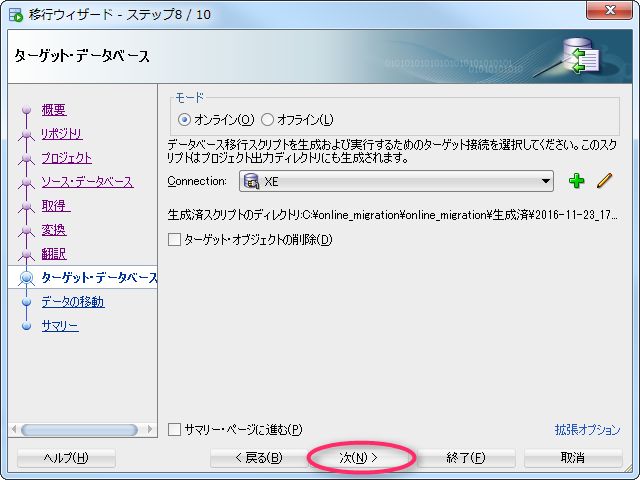 移行ウィザード - ステップ8 / 10
ターゲット・データベース
0101010101010101010101
010101010
概要
リポジトリ
プロジェクト
ソース・データベース
取得
変換
翻訳
ターゲット・データベース
データの移動
サマリー
モード
オンライン(O) オフライン(L)
データベース移行スクリプトを生成および実行するためのターゲット接続を選択してください。このスク
リプトはプロジェクト出力ディレクトリにも生成されます。
Connection: XE
生成済スクリプトのディレクトリ:C:¥online_migration¥online_migration¥生成済¥2016-11-23_17...
ターゲット・オブジェクトの削除(D)
サマリー・ページに進む(P) 拡張オプション
ヘルプ(H) < 戻る(B) 次(N) > 終了(F) 取消